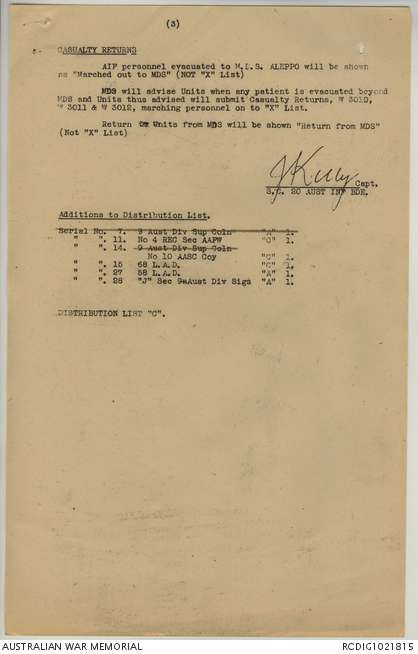 (3)
CASUALTY RETURNS
AIF personnel evacuated to M.D.S. ALEPPO will be shown
as "Marched out to MDS" (NOT "X" List)
MDS will advise Units when any patient is evacuated beyond
MDS and Units thus advised will submit Casualty Returns, W 3010,
W 3011 & W 3012, marching personnel on to "X" List.
Return to Units from MDS will be shown "Return from MDS"
(Not "X" List)
J Kelly Capt.
S.C. 20 AUST INF BDE.
Additions to Distribution List.
Serial No. 7. 9 Aust Div Sup Coln "A" 1.
" ". 11. No 4 REC Sec AAPW "C" 1.
" ". 14. 9 Aust Div Sup Coln
No 10 AASC Coy "C" 1.
" ". 15 68 L.A.D. "C" 1.
" ". 27 58 L.A.D. "A" 1.
" ". 28 "J" Sec 9 Aust Div Sigs "A" 1.
DISTRIBUTION LIST "C".
AUSTRALIAN WAR MEMORIAL
RCDIG1021815